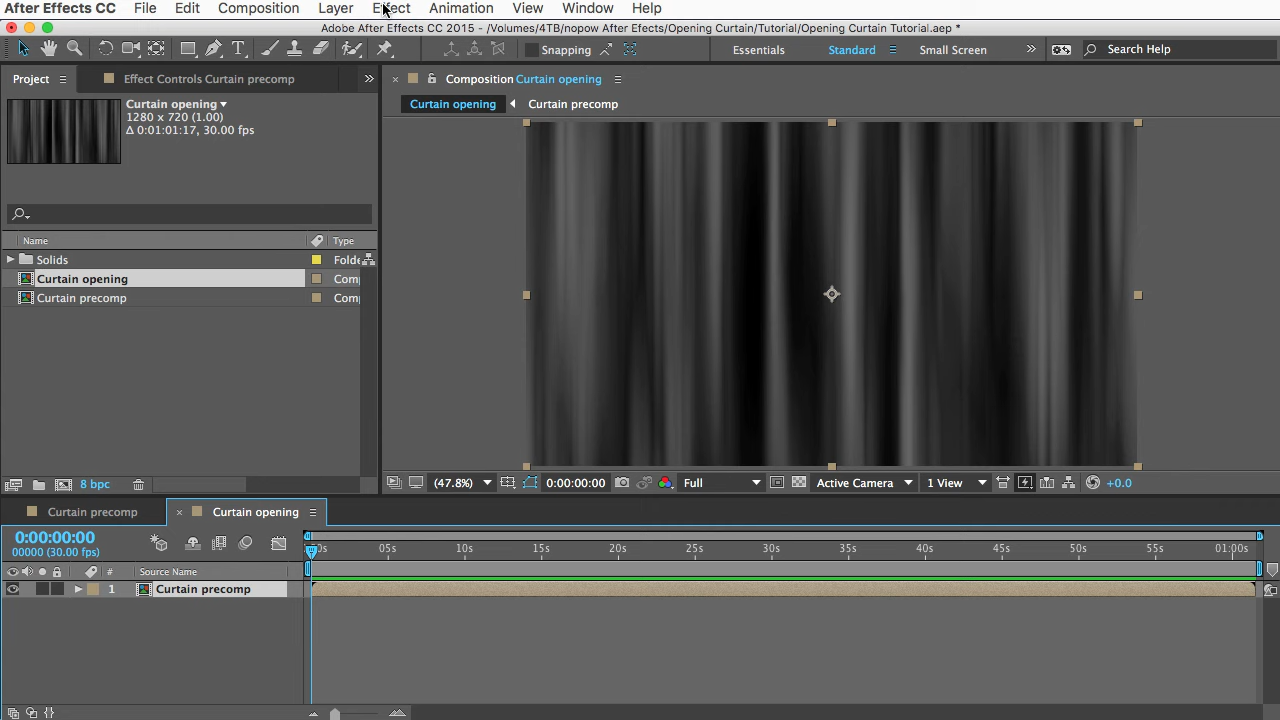 After Effects CC File Edit Composition Layer Effect Animation View Window Help
Adobe After Effects CC 2015 - /Volumes/4TB/nopow After Effects/Opening Curtain/Tutorial/Opening Curtain Tutorial.aep *
Snapping Essentials Standard Small Screen Search Help
Project Effect Controls Curtain precomp
Composition Curtain opening
Curtain opening
1280 x 720 (1.00)
Δ 0:01:01:17, 30.00 fps
Curtain opening Curtain precomp
Name Type
Solids Folde
Curtain opening Com
Curtain precomp Com
8 bpc
(47.8%) 0:00:00:00 Full Active Camera 1 View +0.0
Curtain precomp Curtain opening
0:00:00:00
00000 (30.00 fps)
05s 10s 15s 20s 25s 30s 35s 40s 45s 50s 55s 01:00s
# Source Name
1 Curtain precomp